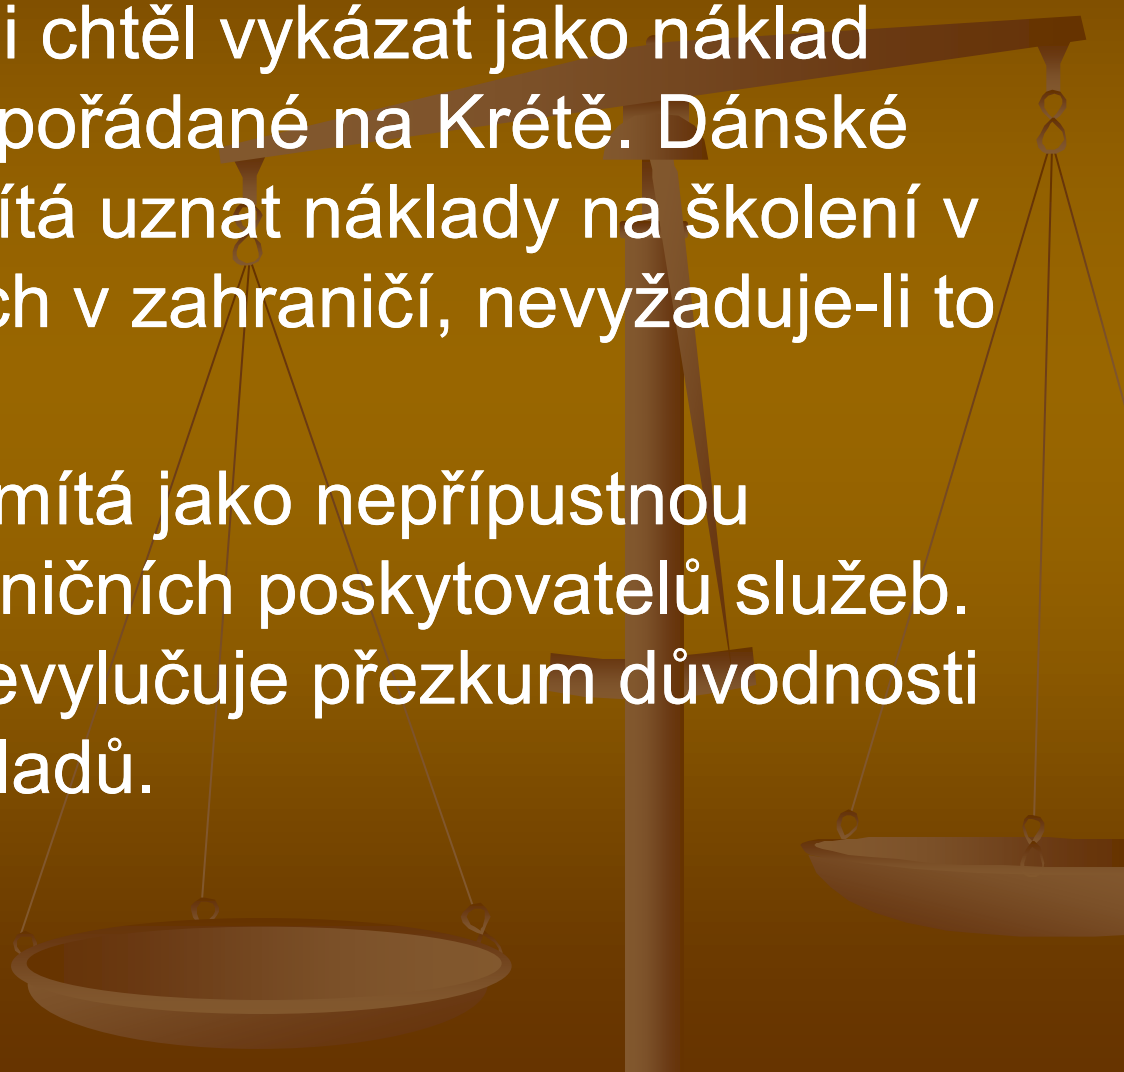 i chtěl vykázat jako náklad
pořádané na Krétě. Dánské
ítá uznat náklady na školení v
ch v zahraničí, nevyžaduje-li to
mítá jako nepřípustnou
ničních poskytovatelů služeb.
evylučuje přezkum důvodnosti
ladů.